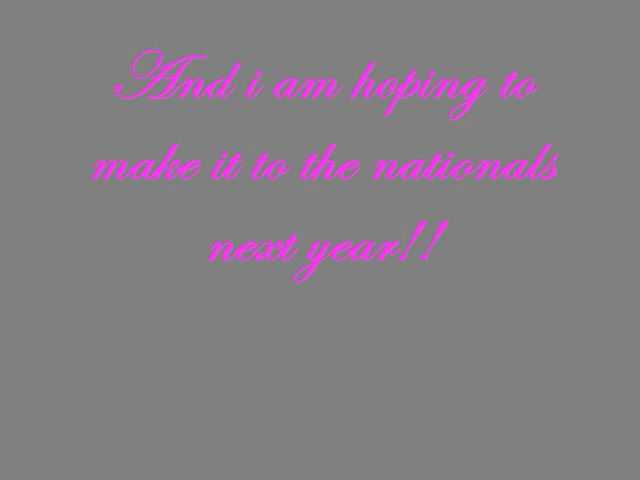 And i am hoping to
make it to the nationals
next year!!